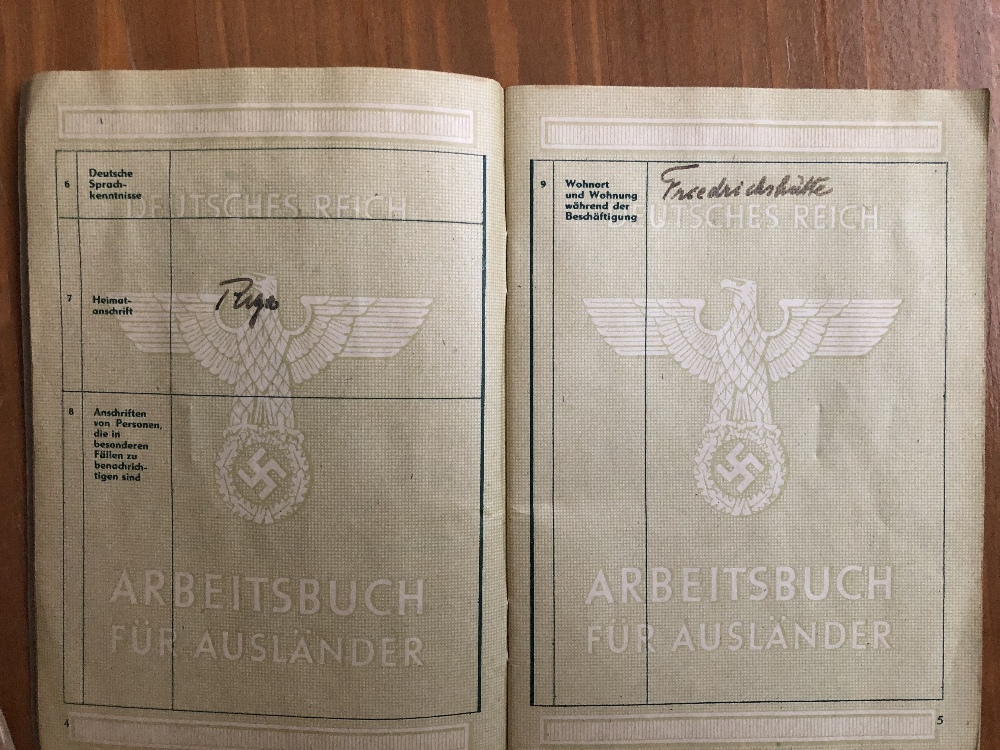 6 Deutsche
Sprach-
kenntnisse
DEUTSCHES REICH
7 Heimat-
anschrift
Riga
8 Anschriften
von Personen,
die in
besonderen
Fällen zu
benachrich-
tigen sind
ARBEITSBUCH
FÜR AUSLÄNDER
4
9 Wohnort
und Wohnung
während der
Beschäftigung
Friedrichshütte
DEUTSCHES REICH
ARBEITSBUCH
FÜR AUSLÄNDER
5